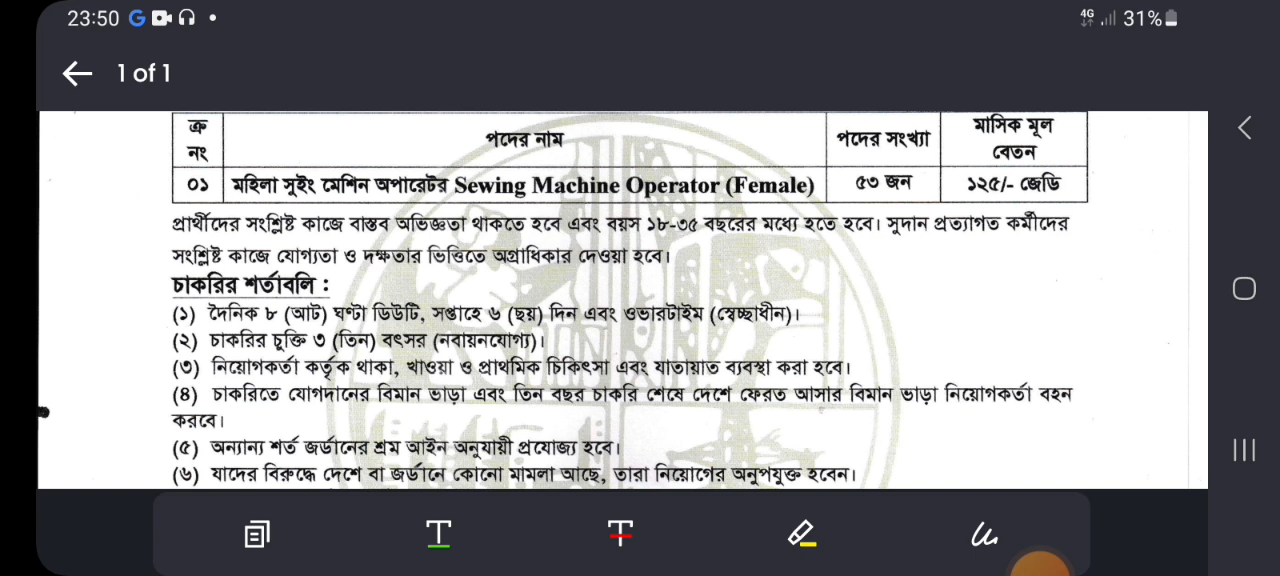 23:50 G
4G 31%
1 of 1
ক্র নং
পদের নাম
পদের সংখ্যা
মাসিক মূল বেতন
০১ মহিলা সুইং মেশিন অপারেটর Sewing Machine Operator (Female) ৫৩ জন ১২৫/- জেডি
প্রার্থীদের সংশ্লিষ্ট কাজে বাস্তব অভিজ্ঞতা থাকতে হবে এবং বয়স ১৮-৩৫ বছরের মধ্যে হতে হবে। সুদান প্রত্যাগত কর্মীদের
সংশ্লিষ্ট কাজে যোগ্যতা ও দক্ষতার ভিত্তিতে অগ্রাধিকার দেওয়া হবে।
চাকরির শর্তাবলি :
(১) দৈনিক ৮ (আট) ঘণ্টা ডিউটি, সপ্তাহে ৬ (ছয়) দিন এবং ওভারটাইম (স্বেচ্ছাধীন)।
(২) চাকরির চুক্তি ৩ (তিন) বৎসর (নবায়নযোগ্য)।
(৩) নিয়োগকর্তা কর্তৃক থাকা, খাওয়া ও প্রাথমিক চিকিৎসা এবং যাতায়াত ব্যবস্থা করা হবে।
(৪) চাকরিতে যোগদানের বিমান ভাড়া এবং তিন বছর চাকরি শেষে দেশে ফেরত আসার বিমান ভাড়া নিয়োগকর্তা বহন
করবে।
(৫) অন্যান্য শর্ত জর্ডানের শ্রম আইন অনুযায়ী প্রযোজ্য হবে।
(৬) যাদের বিরুদ্ধে দেশে বা জর্ডানে কোনো মামলা আছে, তারা নিয়োগের অনুপযুক্ত হবেন।